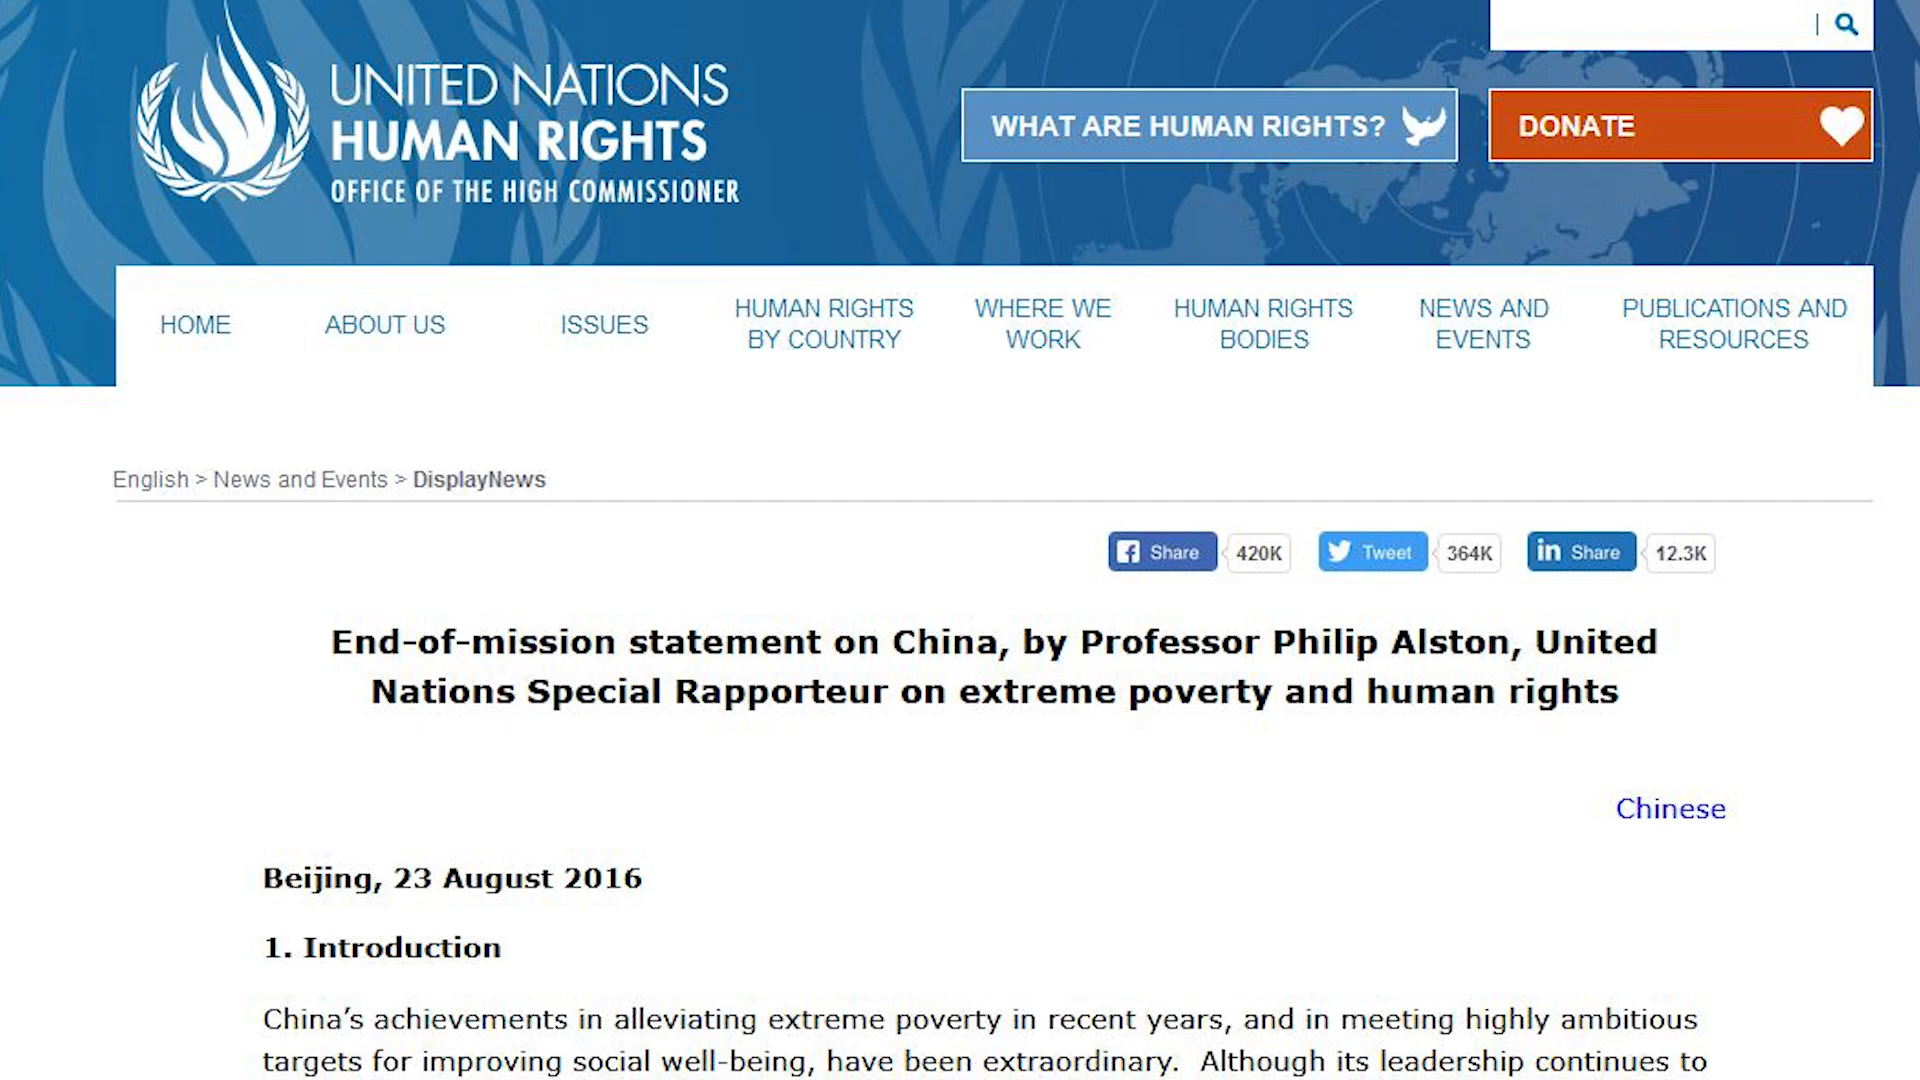 UNITED NATIONS
HUMAN RIGHTS
OFFICE OF THE HIGH COMMISSIONER
WHAT ARE HUMAN RIGHTS?
DONATE
HOME
ABOUT US
ISSUES
HUMAN RIGHTS
BY COUNTRY
WHERE WE
WORK
HUMAN RIGHTS
BODIES
NEWS AND
EVENTS
PUBLICATIONS AND
RESOURCES
English > News and Events > DisplayNews
Share 420K Tweet 364K in Share 12.3K
End-of-mission statement on China, by Professor Philip Alston, United
Nations Special Rapporteur on extreme poverty and human rights
Chinese
Beijing, 23 August 2016
1. Introduction
China’s achievements in alleviating extreme poverty in recent years, and in meeting highly ambitious
targets for improving social well-being, have been extraordinary. Although its leadership continues to